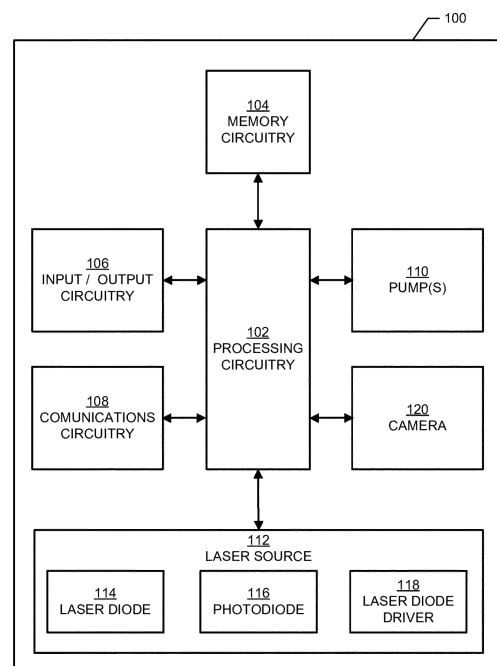 100
104
MEMORY
CIRCUITRY
106
INPUT / OUTPUT
CIRCUITRY
102
PROCESSING
CIRCUITRY
110
PUMP(S)
108
COMUNICATIONS
CIRCUITRY
120
CAMERA
112
LASER SOURCE
114
LASER DIODE
116
PHOTODIODE
118
LASER DIODE
DRIVER